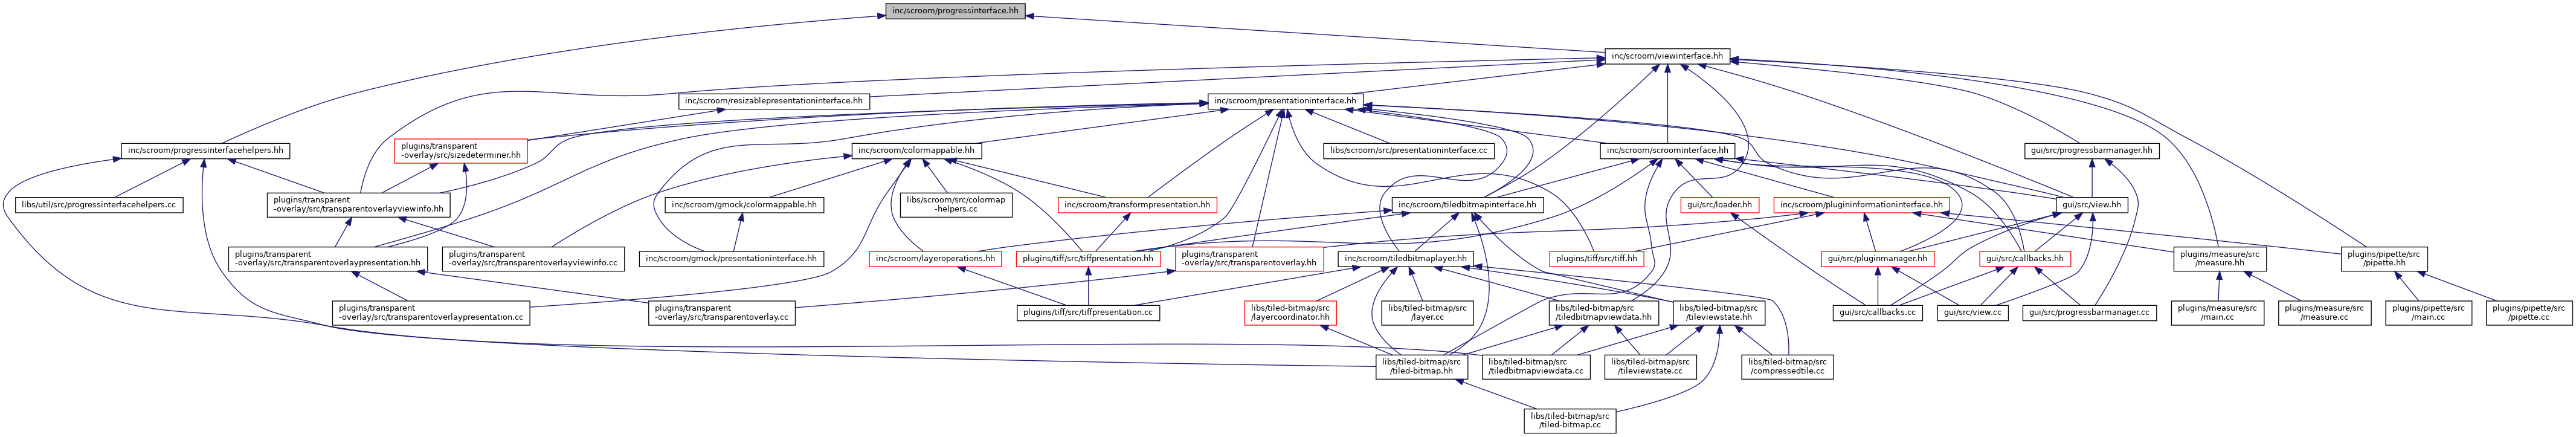 inc/scroom/progressinterface.hh
inc/scroom/viewinterface.hh
inc/scroom/resizablepresentationinterface.hh
inc/scroom/presentationinterface.hh
inc/scroom/progressinterfacehelpers.hh
plugins/transparent
-overlay/src/sizedeterminer.hh
inc/scroom/colormappable.hh
libs/scroom/src/presentationinterface.cc
inc/scroom/scroominterface.hh
gui/src/progressbarmanager.hh
libs/util/src/progressinterfacehelpers.cc
plugins/transparent
-overlay/src/transparentoverlayviewinfo.hh
inc/scroom/gmock/colormappable.hh
libs/scroom/src/colormap
-helpers.cc
inc/scroom/transformpresentation.hh
inc/scroom/tiledbitmapinterface.hh
gui/src/loader.hh
inc/scroom/plugininformationinterface.hh
gui/src/view.hh
plugins/transparent
-overlay/src/transparentoverlaypresentation.hh
plugins/transparent
-overlay/src/transparentoverlayviewinfo.cc
inc/scroom/gmock/presentationinterface.hh
inc/scroom/layeroperations.hh
plugins/tiff/src/tiffpresentation.hh
plugins/transparent
-overlay/src/transparentoverlay.hh
inc/scroom/tiledbitmaplayer.hh
plugins/tiff/src/tiff.hh
gui/src/pluginmanager.hh
gui/src/callbacks.hh
plugins/measure/src
/measure.hh
plugins/pipette/src
/pipette.hh
plugins/transparent
-overlay/src/transparentoverlaypresentation.cc
plugins/transparent
-overlay/src/transparentoverlay.cc
plugins/tiff/src/tiffpresentation.cc
libs/tiled-bitmap/src
/layercoordinator.hh
libs/tiled-bitmap/src
/layer.cc
libs/tiled-bitmap/src
/tiledbitmapviewdata.hh
libs/tiled-bitmap/src
/tileviewstate.hh
gui/src/callbacks.cc
gui/src/view.cc
gui/src/progressbarmanager.cc
plugins/measure/src
/main.cc
plugins/measure/src
/measure.cc
plugins/pipette/src
/main.cc
plugins/pipette/src
/pipette.cc
libs/tiled-bitmap/src
/tiled-bitmap.hh
libs/tiled-bitmap/src
/tiledbitmapviewdata.cc
libs/tiled-bitmap/src
/tileviewstate.cc
libs/tiled-bitmap/src
/compressedtile.cc
libs/tiled-bitmap/src
/tiled-bitmap.cc